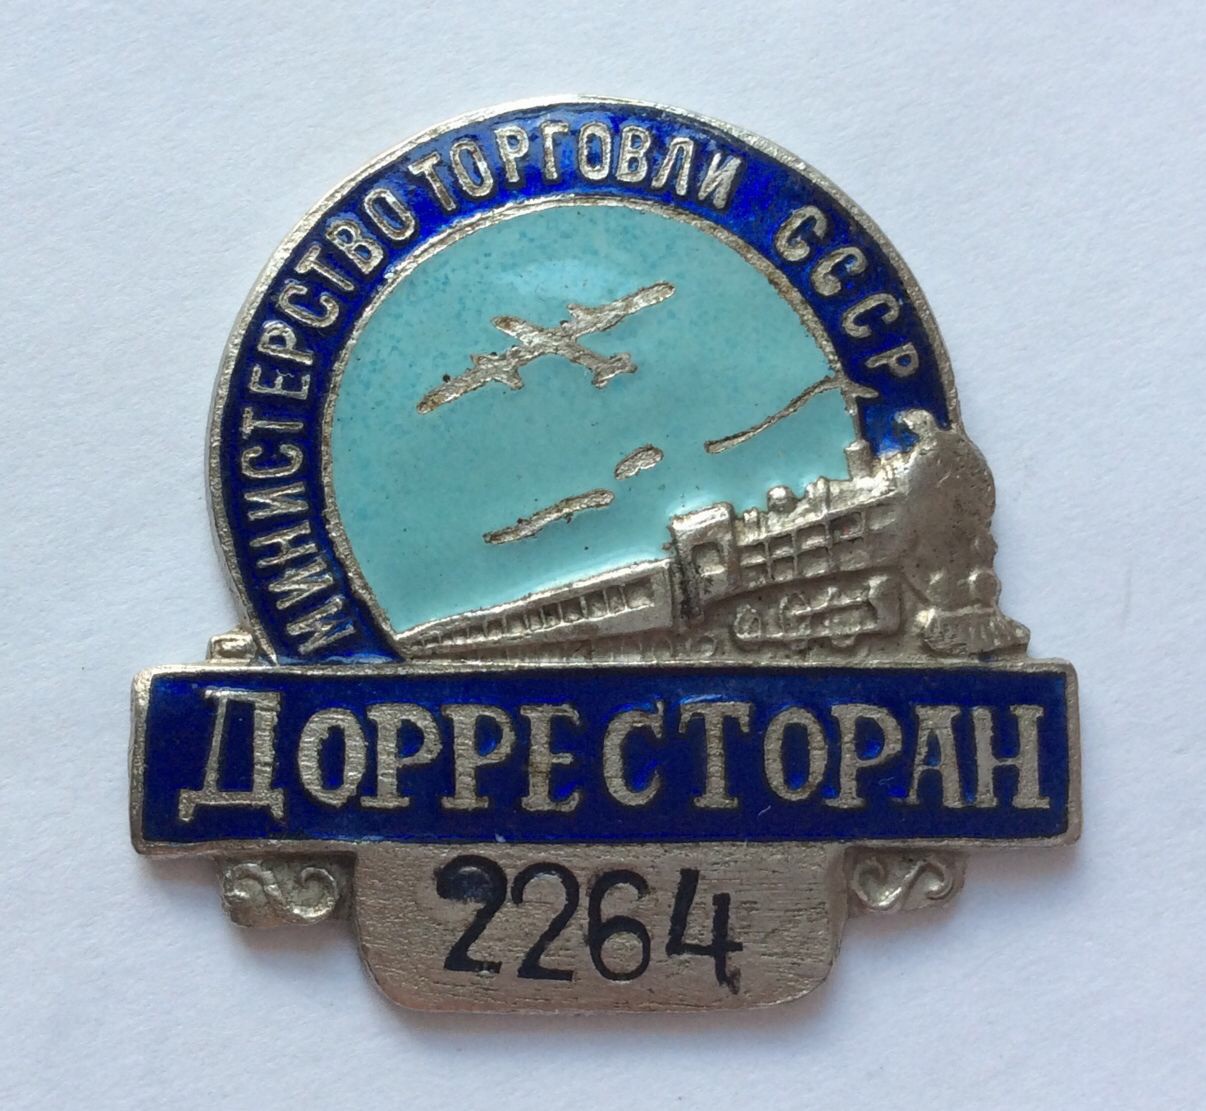 МИНИСТЕРСТВО ТОРГОВЛИ СССР
ДОРРЕСТОРАН
2264